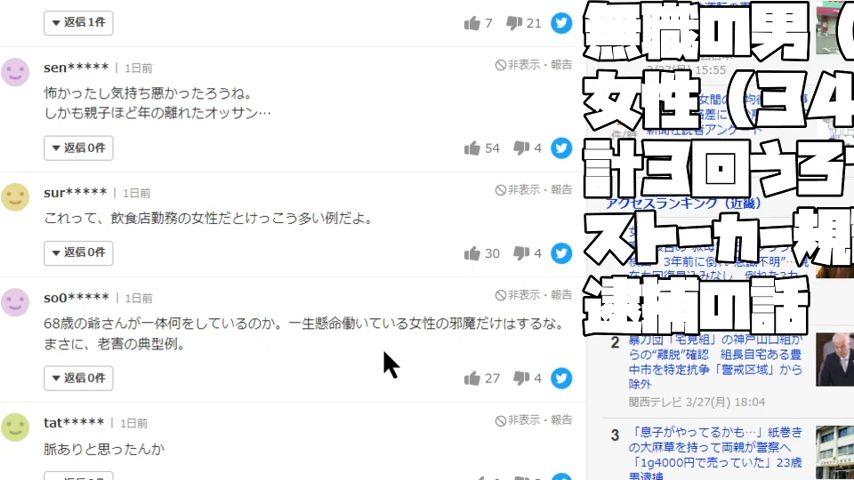 返信1件
7
21
sen*****
1日前
非表示・報告
怖かったし気持ち悪かったろうね。
しかも親子ほど年の離れたオッサン…
返信0件
54
4
sur*****
1日前
非表示・報告
これって、飲食店勤務の女性だとけっこう多い例だよ。
返信0件
30
4
so0*****
1日前
非表示・報告
68歳の爺さんが一体何をしているのか。一生懸命働いている女性の邪魔だけはするな。
まさに、老害の典型例。
返信0件
27
4
tat*****
1日前
非表示・報告
脈ありと思ったんか
無職の男（
女性（34
計3回うろ
ストーカー規
逮捕の話
3/27(月) 15:55
アクセスランキング（近畿）
2
暴力団「宅見組」の神戸山口組か
らの“離脱”確認 組長自宅ある豊
中市を特定抗争「警戒区域」から
除外
関西テレビ 3/27(月) 18:04
3
「息子がやってるかも…」紙巻き
の大麻草を持って両親が警察へ
「1g4000円で売っていた」23歳
男逮捕